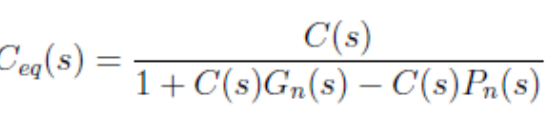 C_{eq}(s) = \frac{C(s)}{1 + C(s)G_n(s) - C(s)P_n(s)}